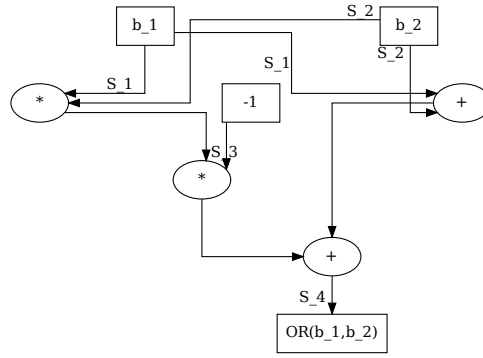 S_2
b_1
b_2
S_2
S_1
S_1
*
-1
+
S_3
*
+
S_4
OR(b_1,b_2)